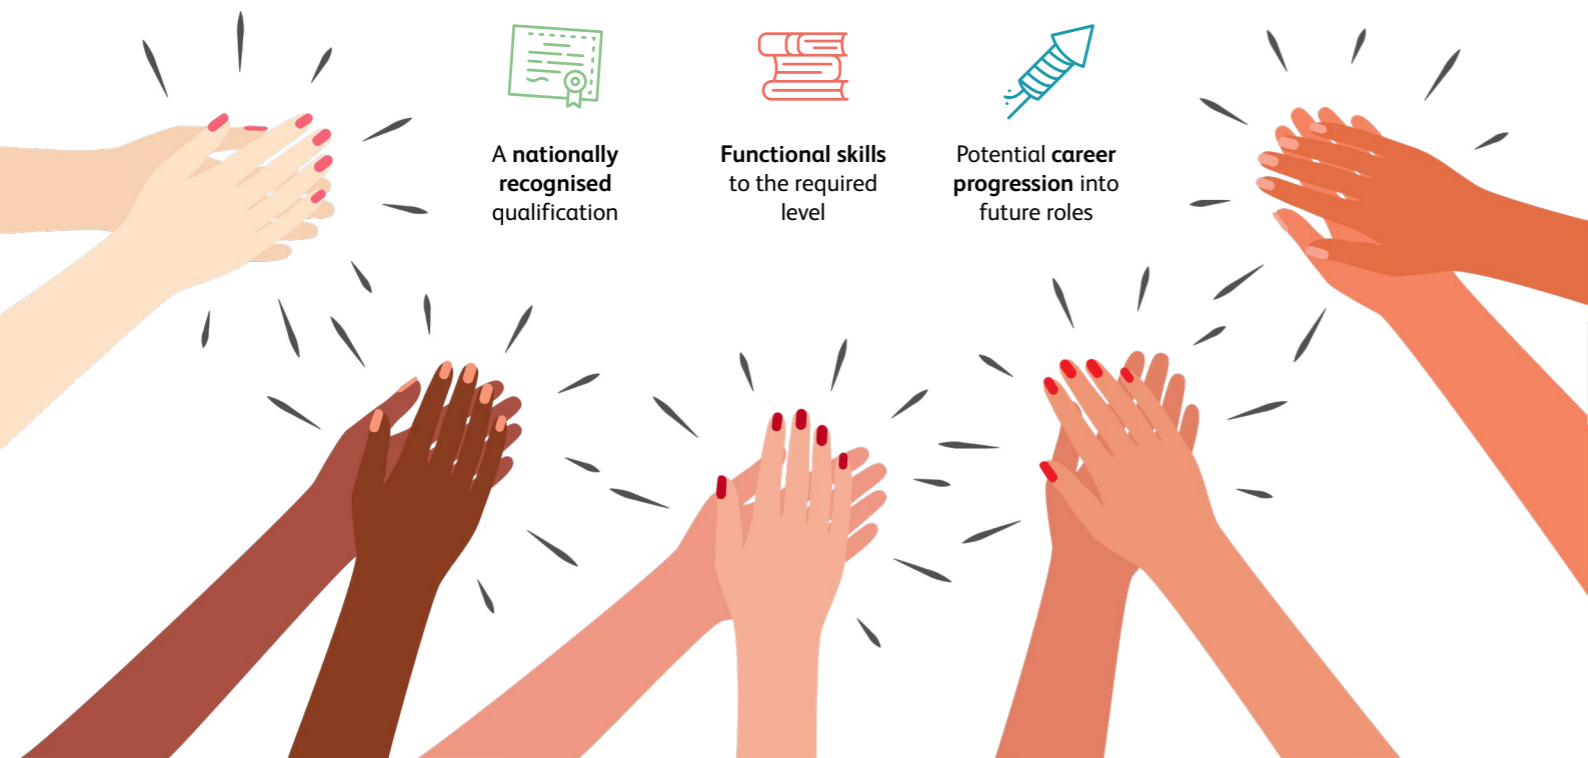 A nationally
recognised
qualification
Functional skills
to the required
level
Potential career
progression into
future roles